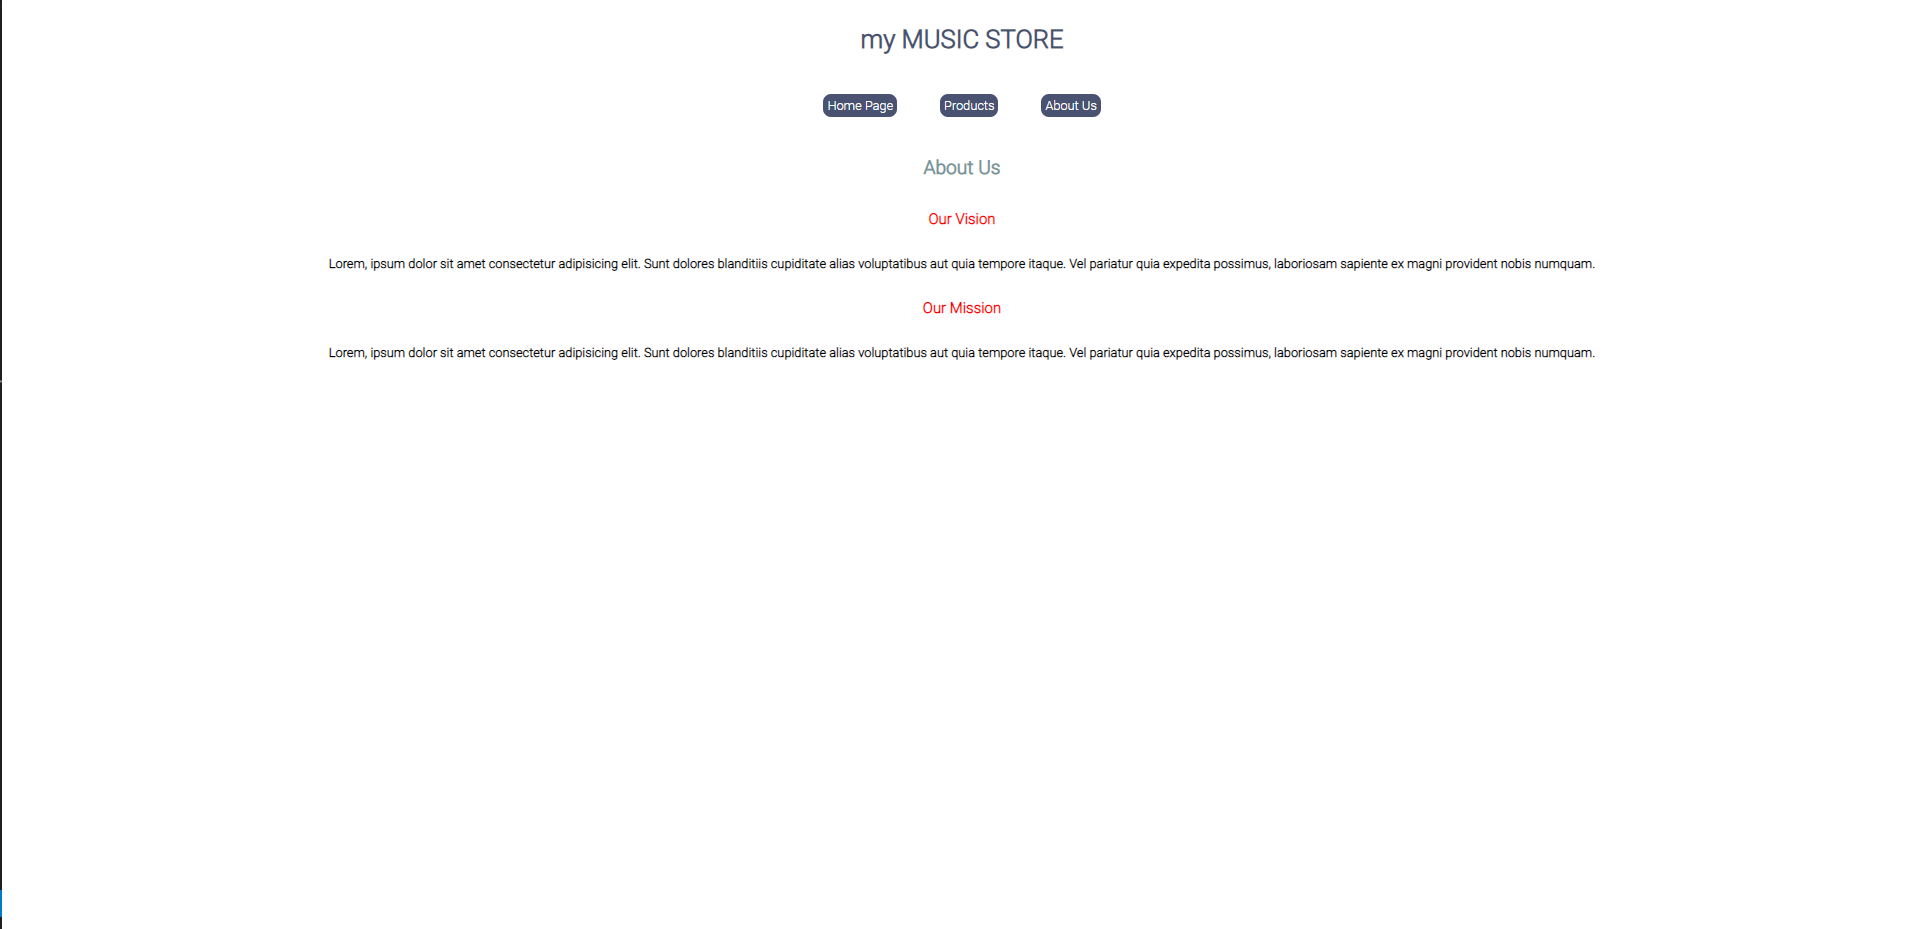 my MUSIC STORE
Home Page Products About Us
About Us
Our Vision
Lorem, ipsum dolor sit amet consectetur adipisicing elit. Sunt dolores blanditiis cupiditate alias voluptatibus aut quia tempore itaque. Vel pariatur quia expedita possimus, laboriosam sapiente ex magni provident nobis numquam.
Our Mission
Lorem, ipsum dolor sit amet consectetur adipisicing elit. Sunt dolores blanditiis cupiditate alias voluptatibus aut quia tempore itaque. Vel pariatur quia expedita possimus, laboriosam sapiente ex magni provident nobis numquam.